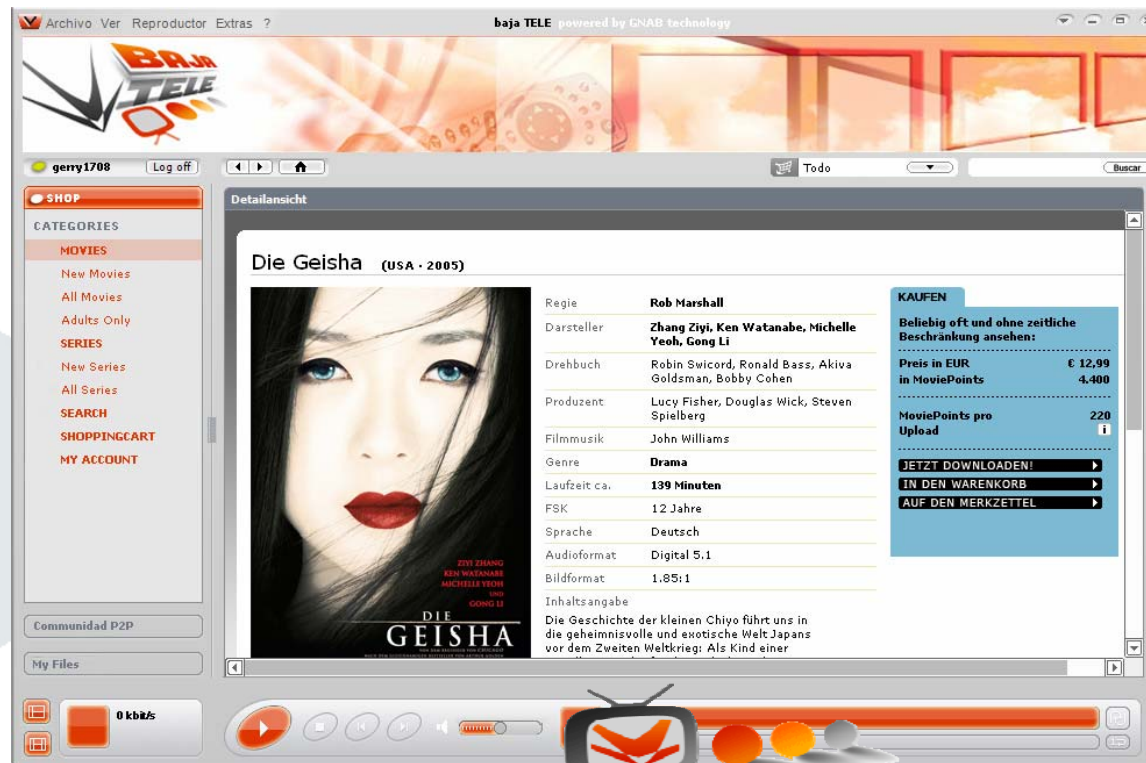 Archivo Ver Reproductor Extras ?
baja TELE powered by GNAB technology
BAJA
TELE
gerry1708
Log off
Todo
Buscar
SHOP
CATEGORIES
MOVIES
New Movies
All Movies
Adults Only
SERIES
New Series
All Series
SEARCH
SHOPPINGCART
MY ACCOUNT
Communidad P2P
My Files
0 kbit/s
Detailansicht
Die Geisha (USA · 2005)
ZIYI ZHANG
KEN WATANABE
MICHELLE YEOH
UND
GONG LI
DIE
GEISHA
Regie Rob Marshall
Darsteller Zhang Ziyi, Ken Watanabe, Michelle
Yeoh, Gong Li
Drehbuch Robin Swicord, Ronald Bass, Akiva
Goldsman, Bobby Cohen
Produzent Lucy Fisher, Douglas Wick, Steven
Spielberg
Filmmusik John Williams
Genre Drama
Laufzeit ca. 139 Minuten
FSK 12 Jahre
Sprache Deutsch
Audioformat Digital 5.1
Bildformat 1.85:1
Inhaltsangabe
Die Geschichte der kleinen Chiyo führt uns in
die geheimnisvolle und exotische Welt Japans
vor dem Zweiten Weltkrieg: Als Kind einer
KAUFEN
Beliebig oft und ohne zeitliche
Beschränkung ansehen:
Preis in EUR € 12,99
in MoviePoints 4.400
MoviePoints pro 220
Upload i
JETZT DOWNLOADEN!
IN DEN WARENKORB
AUF DEN MERKZETTEL